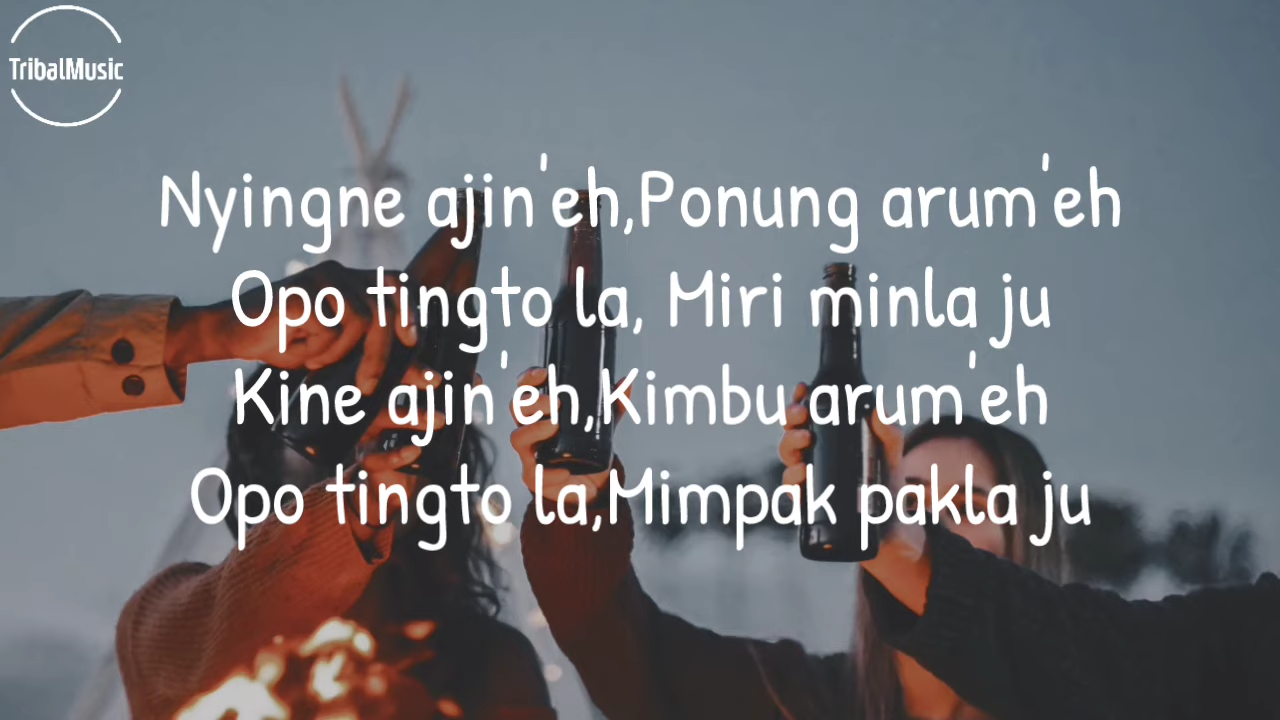 TribalMusic
Nyingne ajin'eh,Ponung arum'eh
Opo tingto la, Miri minla ju
Kine ajin'eh,Kimbu arum'eh
Opo tingto la,Mimpak pakla ju